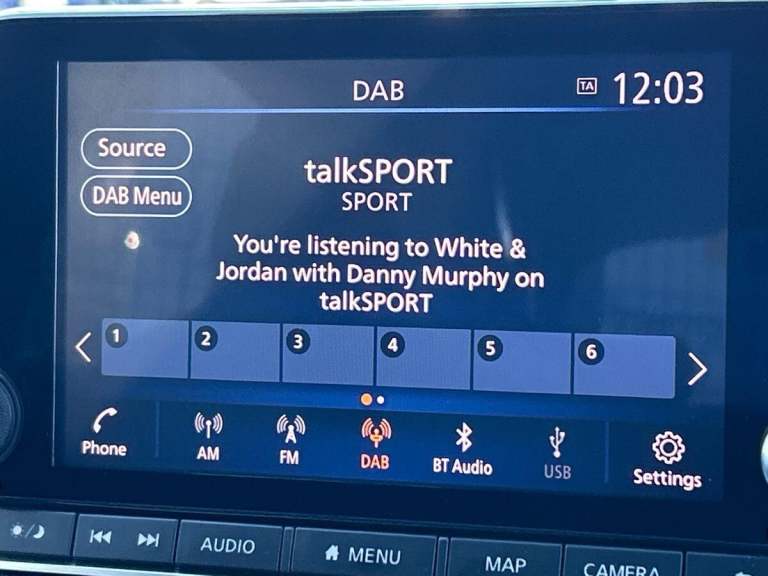 DAB
TA 12:03
Source
DAB Menu
talkSPORT
SPORT
You're listening to White &
Jordan with Danny Murphy on
talkSPORT
1 2 3 4 5 6
Phone AM FM DAB BT Audio USB Settings
AUDIO MENU MAP CAMERA